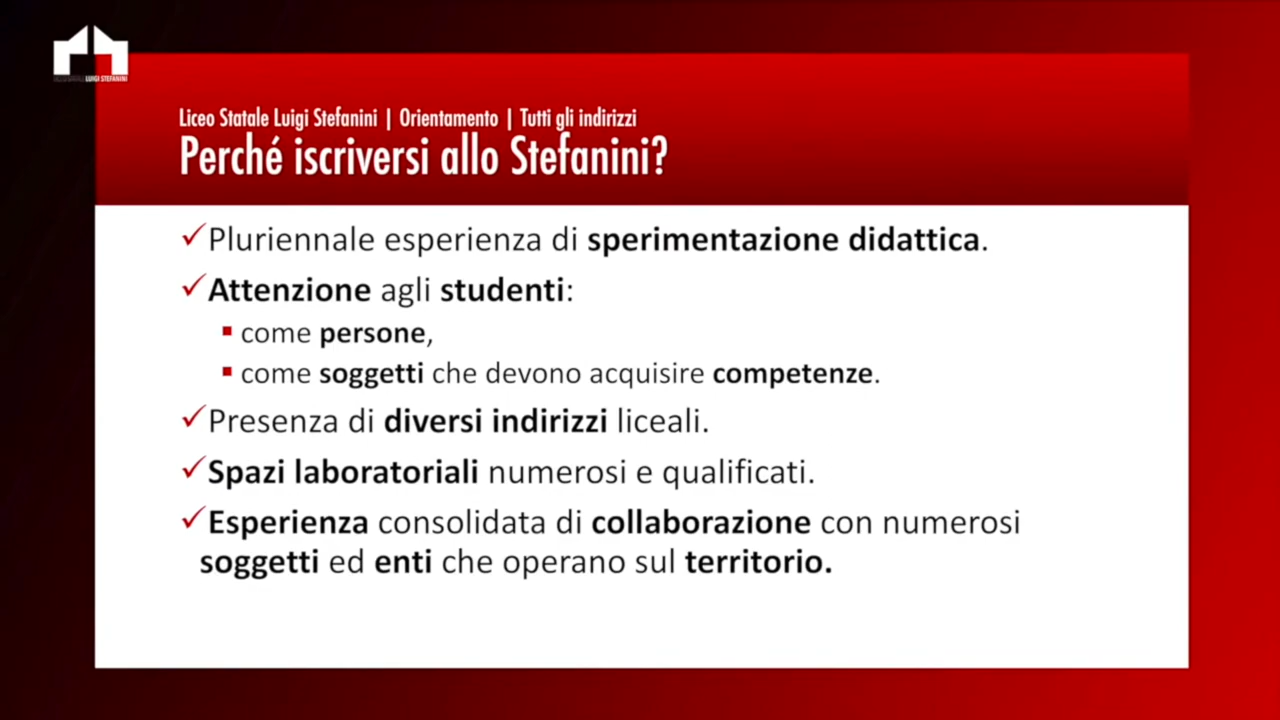 LUIGI STEFANINI
Liceo Statale Luigi Stefanini | Orientamento | Tutti gli indirizzi
Perché iscriversi allo Stefanini?
✓Pluriennale esperienza di sperimentazione didattica.
✓Attenzione agli studenti:
▪ come persone,
▪ come soggetti che devono acquisire competenze.
✓Presenza di diversi indirizzi liceali.
✓Spazi laboratoriali numerosi e qualificati.
✓Esperienza consolidata di collaborazione con numerosi
soggetti ed enti che operano sul territorio.